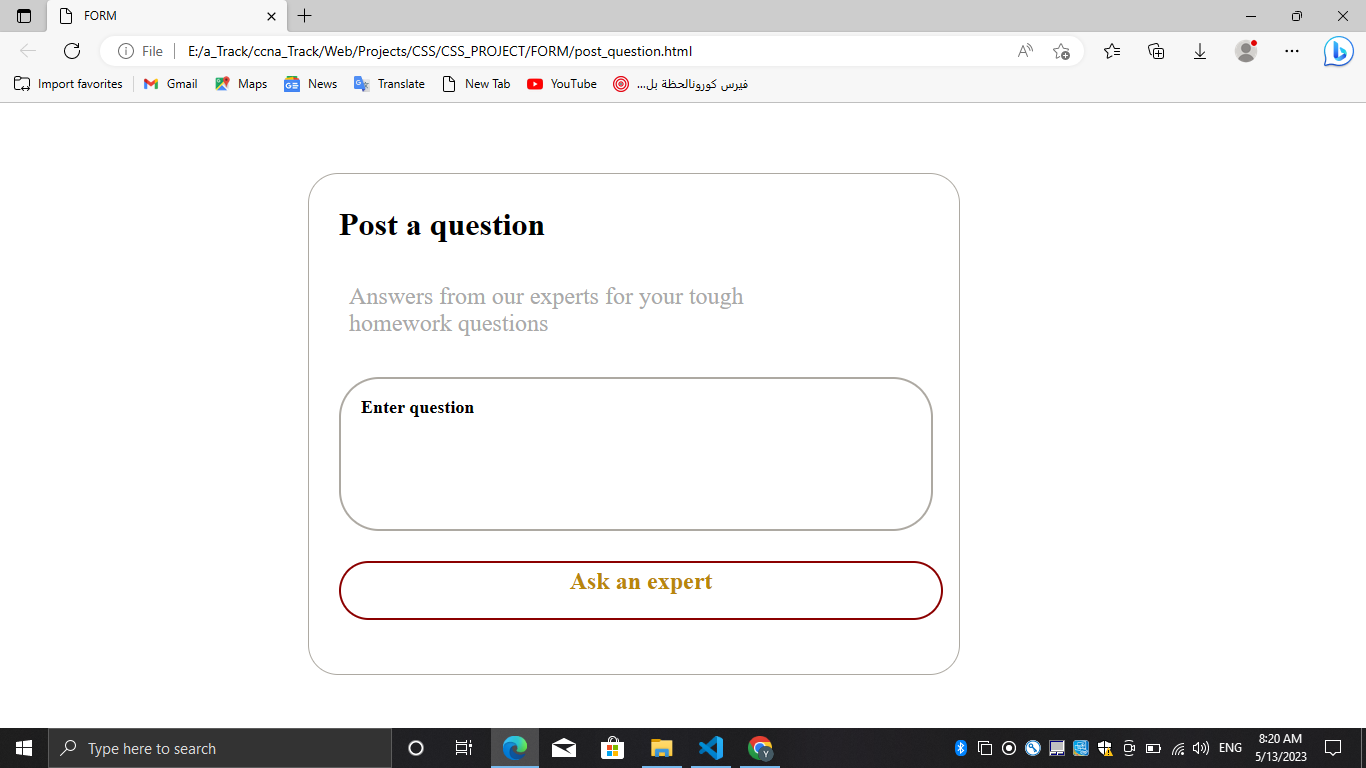 FORM
File
E:/a_Track/ccna_Track/Web/Projects/CSS/CSS_PROJECT/FORM/post_question.html
Import favorites
Gmail
Maps
News
Translate
New Tab
YouTube
فيرس كورونالحظة بل...
Post a question
Answers from our experts for your tough
homework questions
Enter question
Ask an expert
Type here to search
ENG
8:20 AM
5/13/2023